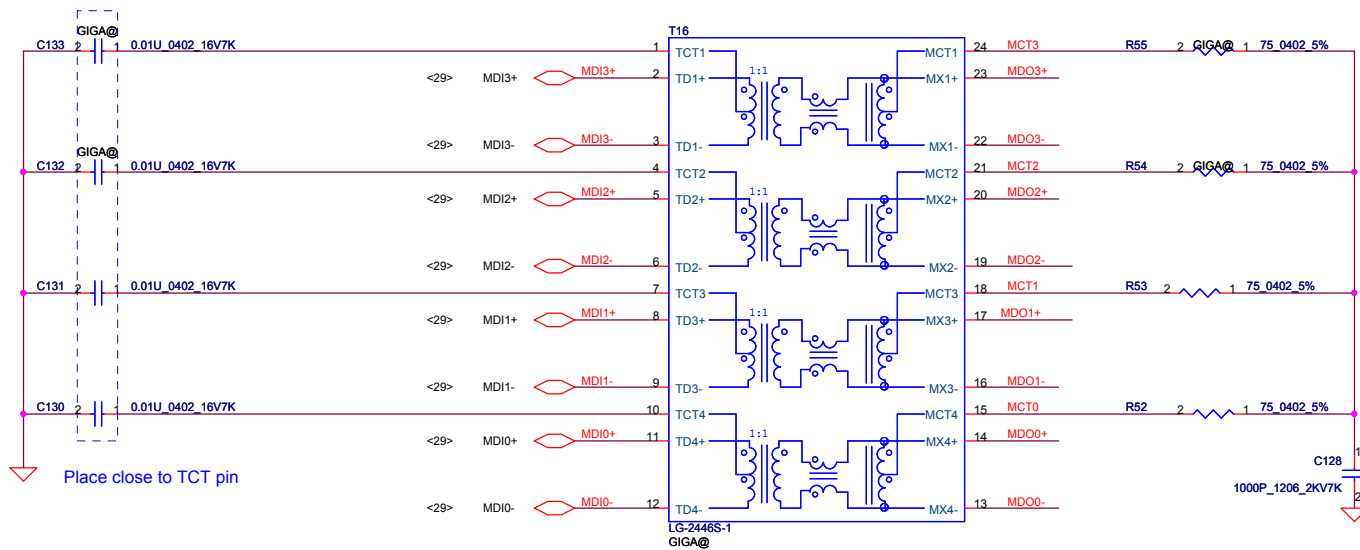 GIGA@
T16
C133 2 1 0.01U_0402_16V7K 1 TCT1 MCT1 24 MCT3 R55 2 GIGA@ 1 75_0402_5%
1:1
<29> MDI3+ MDI3+ 2 TD1+ MX1+ 23 MDO3+
<29> MDI3- MDI3- 3 TD1- MX1- 22 MDO3-
GIGA@
C132 2 1 0.01U_0402_16V7K 4 TCT2 MCT2 21 MCT2 R54 2 GIGA@ 1 75_0402_5%
1:1
<29> MDI2+ MDI2+ 5 TD2+ MX2+ 20 MDO2+
<29> MDI2- MDI2- 6 TD2- MX2- 19 MDO2-
C131 2 1 0.01U_0402_16V7K 7 TCT3 MCT3 18 MCT1 R53 2 1 75_0402_5%
1:1
<29> MDI1+ MDI1+ 8 TD3+ MX3+ 17 MDO1+
<29> MDI1- MDI1- 9 TD3- MX3- 16 MDO1-
C130 2 1 0.01U_0402_16V7K 10 TCT4 MCT4 15 MCT0 R52 2 1 75_0402_5%
1:1
<29> MDI0+ MDI0+ 11 TD4+ MX4+ 14 MDO0+
1
C128
Place close to TCT pin
1000P_1206_2KV7K
2
<29> MDI0- MDI0- 12 TD4- MX4- 13 MDO0-
LG-2446S-1
GIGA@